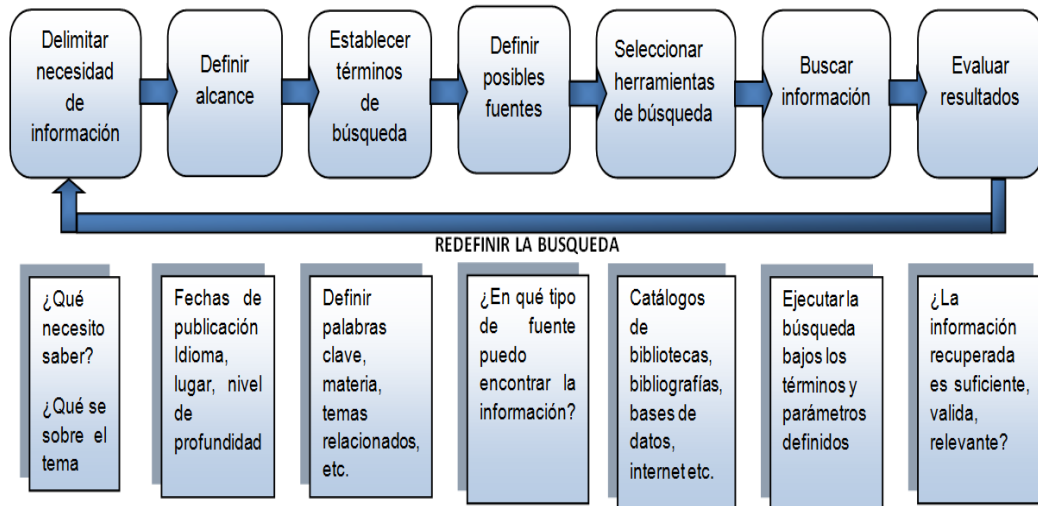 Delimitar
necesidad
de
información
Definir
alcance
Establecer
términos
de
búsqueda
Definir
posibles
fuentes
Seleccionar
herramientas
de búsqueda
Buscar
información
Evaluar
resultados
REDEFINIR LA BUSQUEDA
¿Qué
necesito
saber?
¿Qué se
sobre el
tema
Fechas de
publicación
Idioma,
lugar, nivel
de
profundidad
Definir
palabras
clave,
materia,
temas
relacionados,
etc.
¿En qué tipo
de fuente
puedo
encontrar la
información?
Catálogos
de
bibliotecas,
bibliografías,
bases de
datos,
internet etc.
Ejecutar la
búsqueda
bajos los
términos y
parámetros
definidos
¿La
información
recuperada
es suficiente,
valida,
relevante?